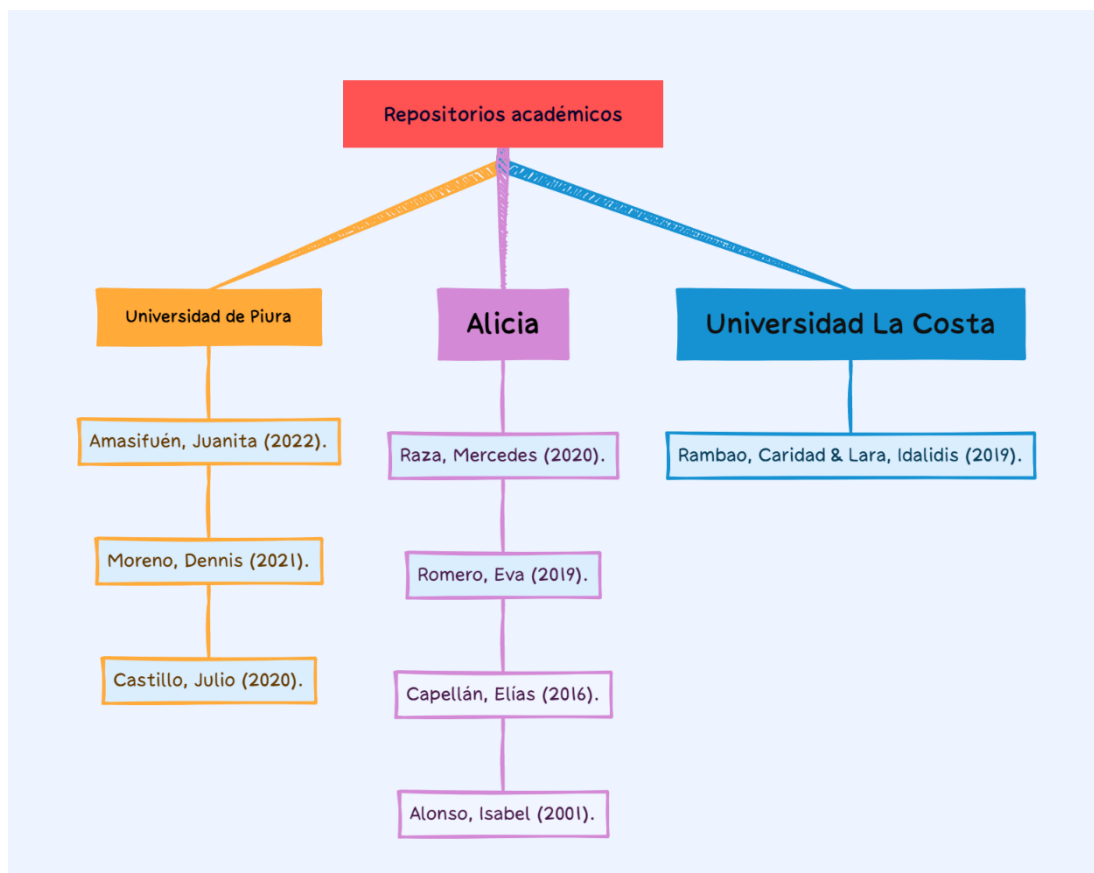 Repositorios académicos
Universidad de Piura
Alicia
Universidad La Costa
Amasifuén, Juanita (2022).
Moreno, Dennis (2021).
Castillo, Julio (2020).
Raza, Mercedes (2020).
Romero, Eva (2019).
Capellán, Elías (2016).
Alonso, Isabel (2001).
Rambao, Caridad & Lara, Idalidis (2019).